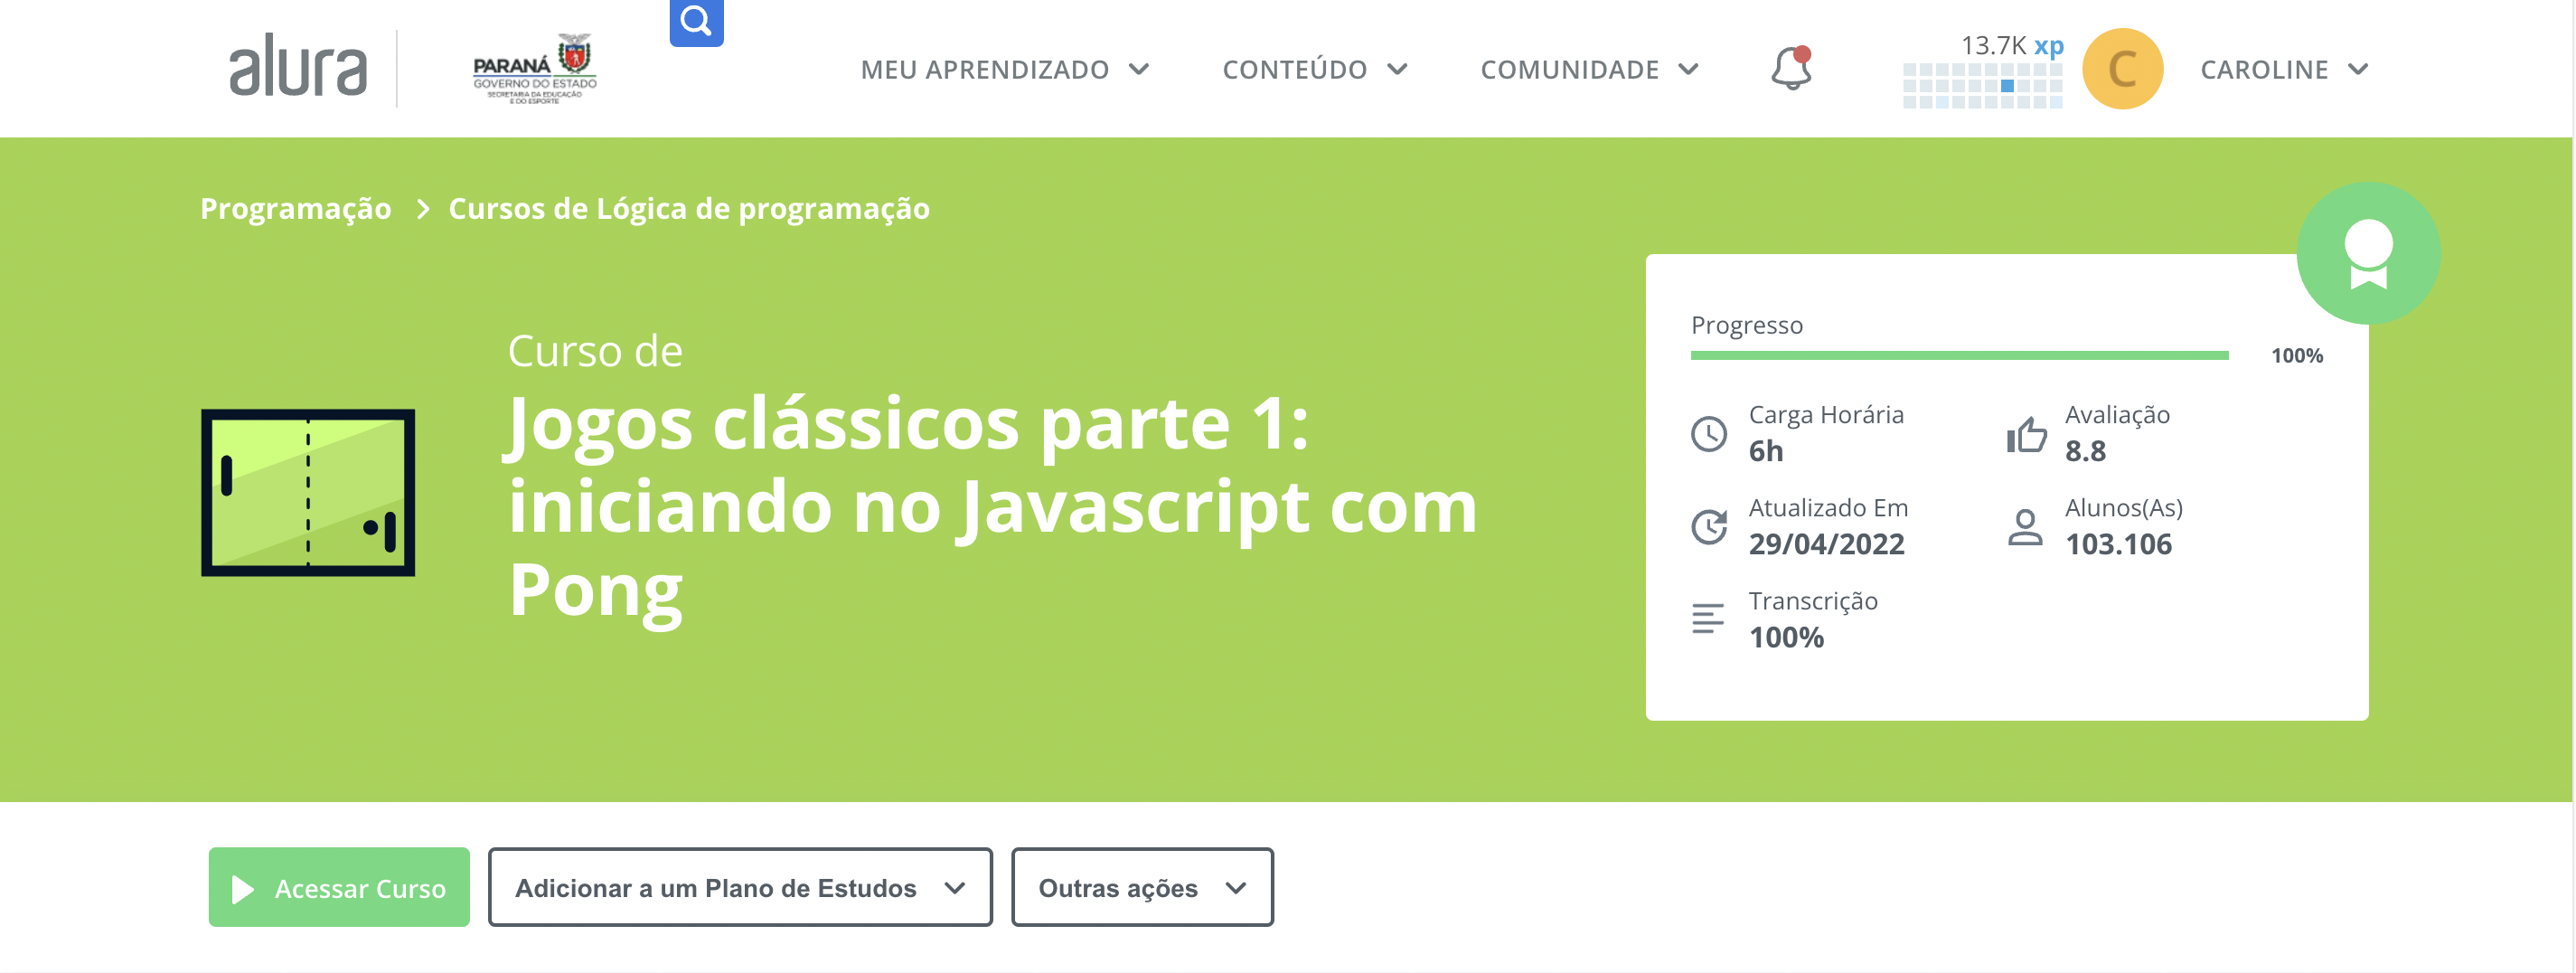 alura
PARANÁ
GOVERNO DO ESTADO
SECRETARIA DA EDUCAÇÃO
E DO ESPORTE
MEU APRENDIZADO
CONTEÚDO
COMUNIDADE
13.7K xp
C
CAROLINE
Programação > Cursos de Lógica de programação
Curso de
Jogos clássicos parte 1:
iniciando no Javascript com
Pong
Progresso
100%
Carga Horária
6h
Avaliação
8.8
Atualizado Em
29/04/2022
Alunos(As)
103.106
Transcrição
100%
Acessar Curso
Adicionar a um Plano de Estudos
Outras ações